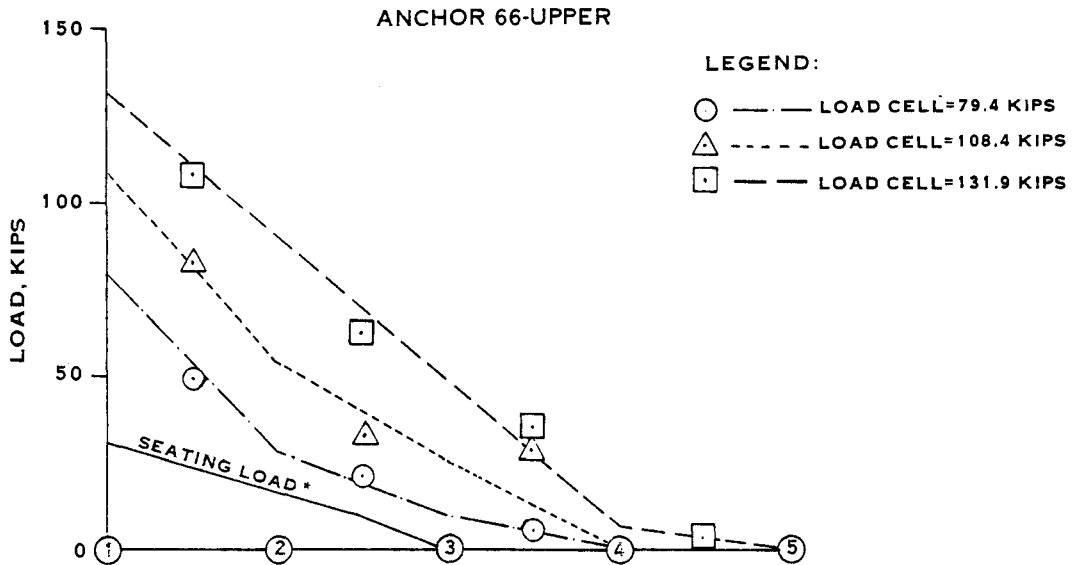 ANCHOR 66-UPPER
150
100
50
0
LOAD, KIPS
LEGEND:
LOAD CELL=79.4 KIPS
LOAD CELL=108.4 KIPS
LOAD CELL=131.9 KIPS
SEATING LOAD*
1 2 3 4 5